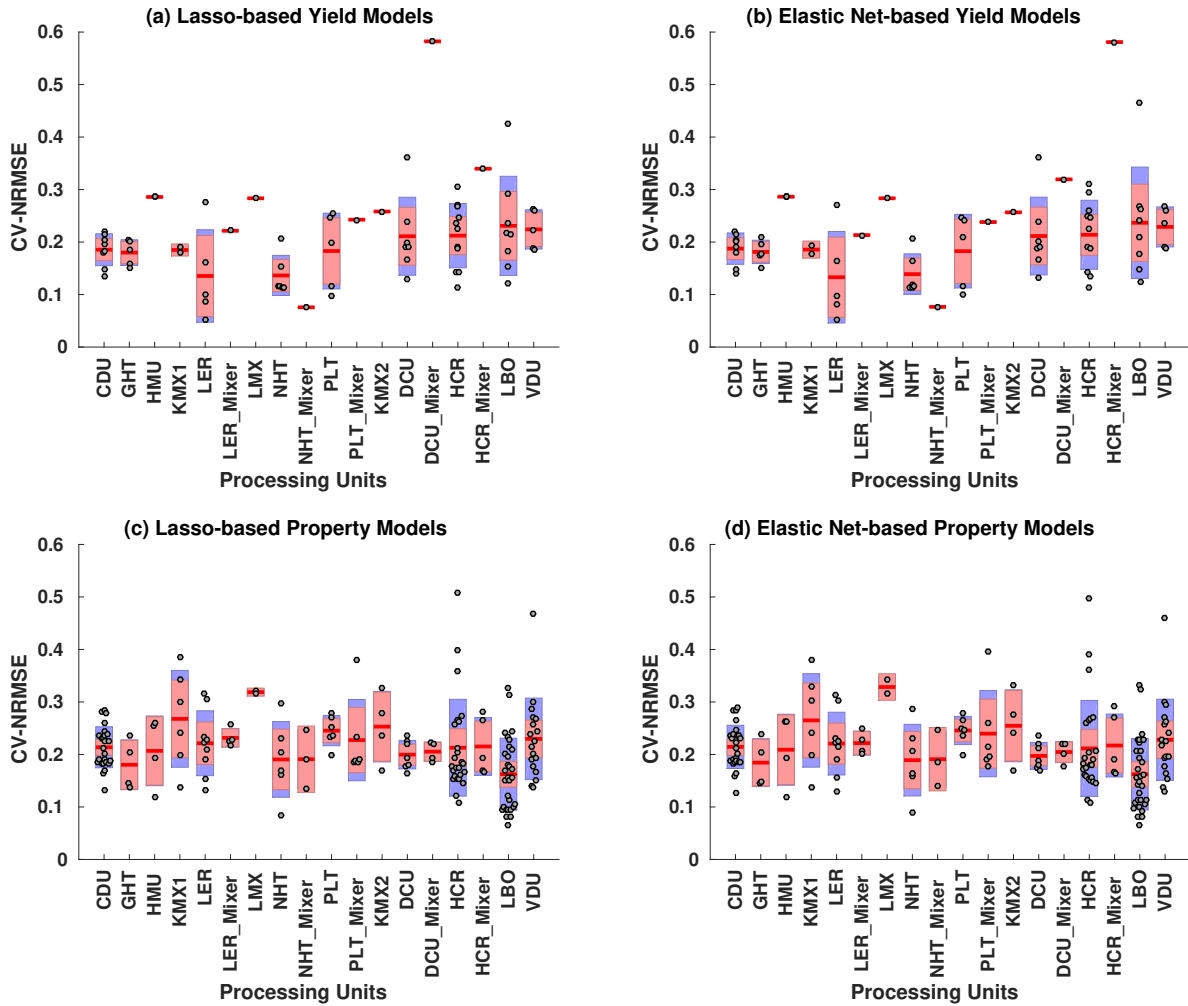 (a) Lasso-based Yield Models
0.6
0.5
0.4
0.3
0.2
0.1
0
CV-NRMSE
CDU
GHT
HMU
KMX1
LER
LER_Mixer
LMX
NHT
NHT_Mixer
PLT
PLT_Mixer
KMX2
DCU
DCU_Mixer
HCR
HCR_Mixer
LBO
VDU
Processing Units
(b) Elastic Net-based Yield Models
0.6
0.5
0.4
0.3
0.2
0.1
0
CV-NRMSE
CDU
GHT
HMU
KMX1
LER
LER_Mixer
LMX
NHT
NHT_Mixer
PLT
PLT_Mixer
KMX2
DCU
DCU_Mixer
HCR
HCR_Mixer
LBO
VDU
Processing Units
(c) Lasso-based Property Models
0.6
0.5
0.4
0.3
0.2
0.1
0
CV-NRMSE
CDU
GHT
HMU
KMX1
LER
LER_Mixer
LMX
NHT
NHT_Mixer
PLT
PLT_Mixer
KMX2
DCU
DCU_Mixer
HCR
HCR_Mixer
LBO
VDU
Processing Units
(d) Elastic Net-based Property Models
0.6
0.5
0.4
0.3
0.2
0.1
0
CV-NRMSE
CDU
GHT
HMU
KMX1
LER
LER_Mixer
LMX
NHT
NHT_Mixer
PLT
PLT_Mixer
KMX2
DCU
DCU_Mixer
HCR
HCR_Mixer
LBO
VDU
Processing Units